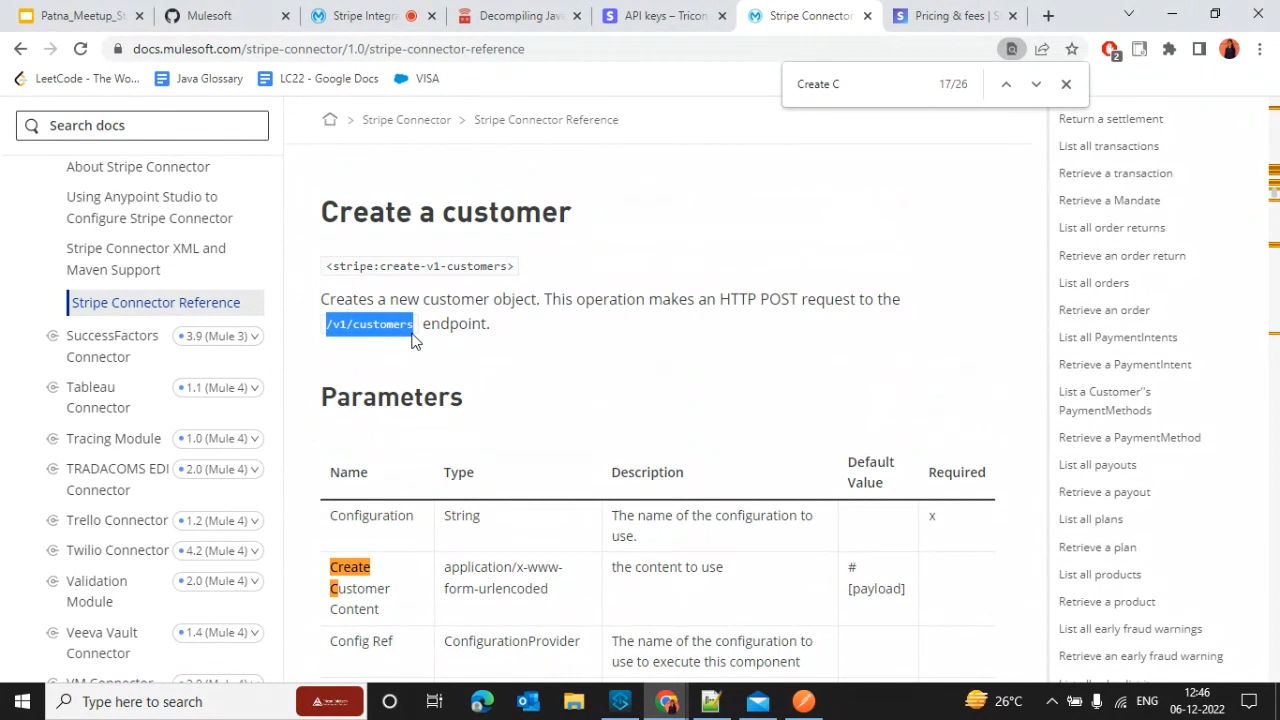 Patna_Meetup_S
Mulesoft
Stripe Integra
Decompiling Java
API keys – Tricon
Stripe Connector
Pricing & fees | S
docs.mulesoft.com/stripe-connector/1.0/stripe-connector-reference
2
LeetCode - The Wo...
Java Glossary
LC22 - Google Docs
VISA
Create C
17/26
Search docs
Stripe Connector > Stripe Connector Reference
About Stripe Connector
Using Anypoint Studio to
Configure Stripe Connector
Stripe Connector XML and
Maven Support
Stripe Connector Reference
SuccessFactors
Connector
3.9 (Mule 3)
Tableau
Connector
1.1 (Mule 4)
Tracing Module
1.0 (Mule 4)
TRADACOMS EDI
Connector
2.0 (Mule 4)
Trello Connector
1.2 (Mule 4)
Twilio Connector
4.2 (Mule 4)
Validation
Module
2.0 (Mule 4)
Veeva Vault
Connector
1.4 (Mule 4)
VM Connector
Create a customer
<stripe:create-v1-customers>
Creates a new customer object. This operation makes an HTTP POST request to the
/v1/customers endpoint.
Parameters
Name Type Description Default Value Required
Configuration String The name of the configuration to use. x
Create Customer Content application/x-www-form-urlencoded the content to use #[payload]
Config Ref ConfigurationProvider The name of the configuration to use to execute this component
Return a settlement
List all transactions
Retrieve a transaction
Retrieve a Mandate
List all order returns
Retrieve an order return
List all orders
Retrieve an order
List all PaymentIntents
Retrieve a PaymentIntent
List a Customer''s
PaymentMethods
Retrieve a PaymentMethod
List all payouts
Retrieve a payout
List all plans
Retrieve a plan
List all products
Retrieve a product
List all early fraud warnings
Retrieve an early fraud warning
Type here to search
26°C
ENG
12:46
06-12-2022